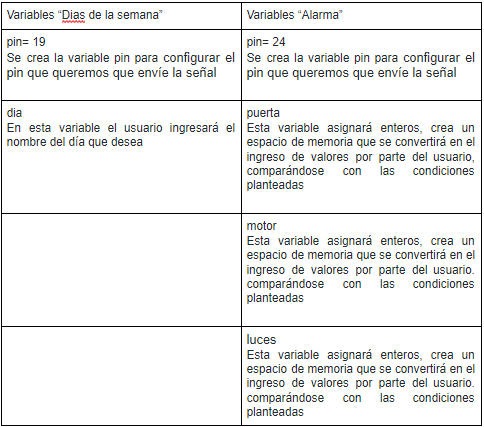 Variables “Dias de la semana”
Variables “Alarma”
pin= 19
Se crea la variable pin para configurar el
pin que queremos que envíe la señal
pin= 24
Se crea la variable pin para configurar el
pin que queremos que envíe la señal
dia
En esta variable el usuario ingresará el
nombre del día que desea
puerta
Esta variable asignará enteros, crea un
espacio de memoria que se convertirá en el
ingreso de valores por parte del usuario,
comparándose con las condiciones
planteadas
motor
Esta variable asignará enteros, crea un
espacio de memoria que se convertirá en el
ingreso de valores por parte del usuario.
comparándose con las condiciones
planteadas
luces
Esta variable asignará enteros, crea un
espacio de memoria que se convertirá en el
ingreso de valores por parte del usuario.
comparándose con las condiciones
planteadas